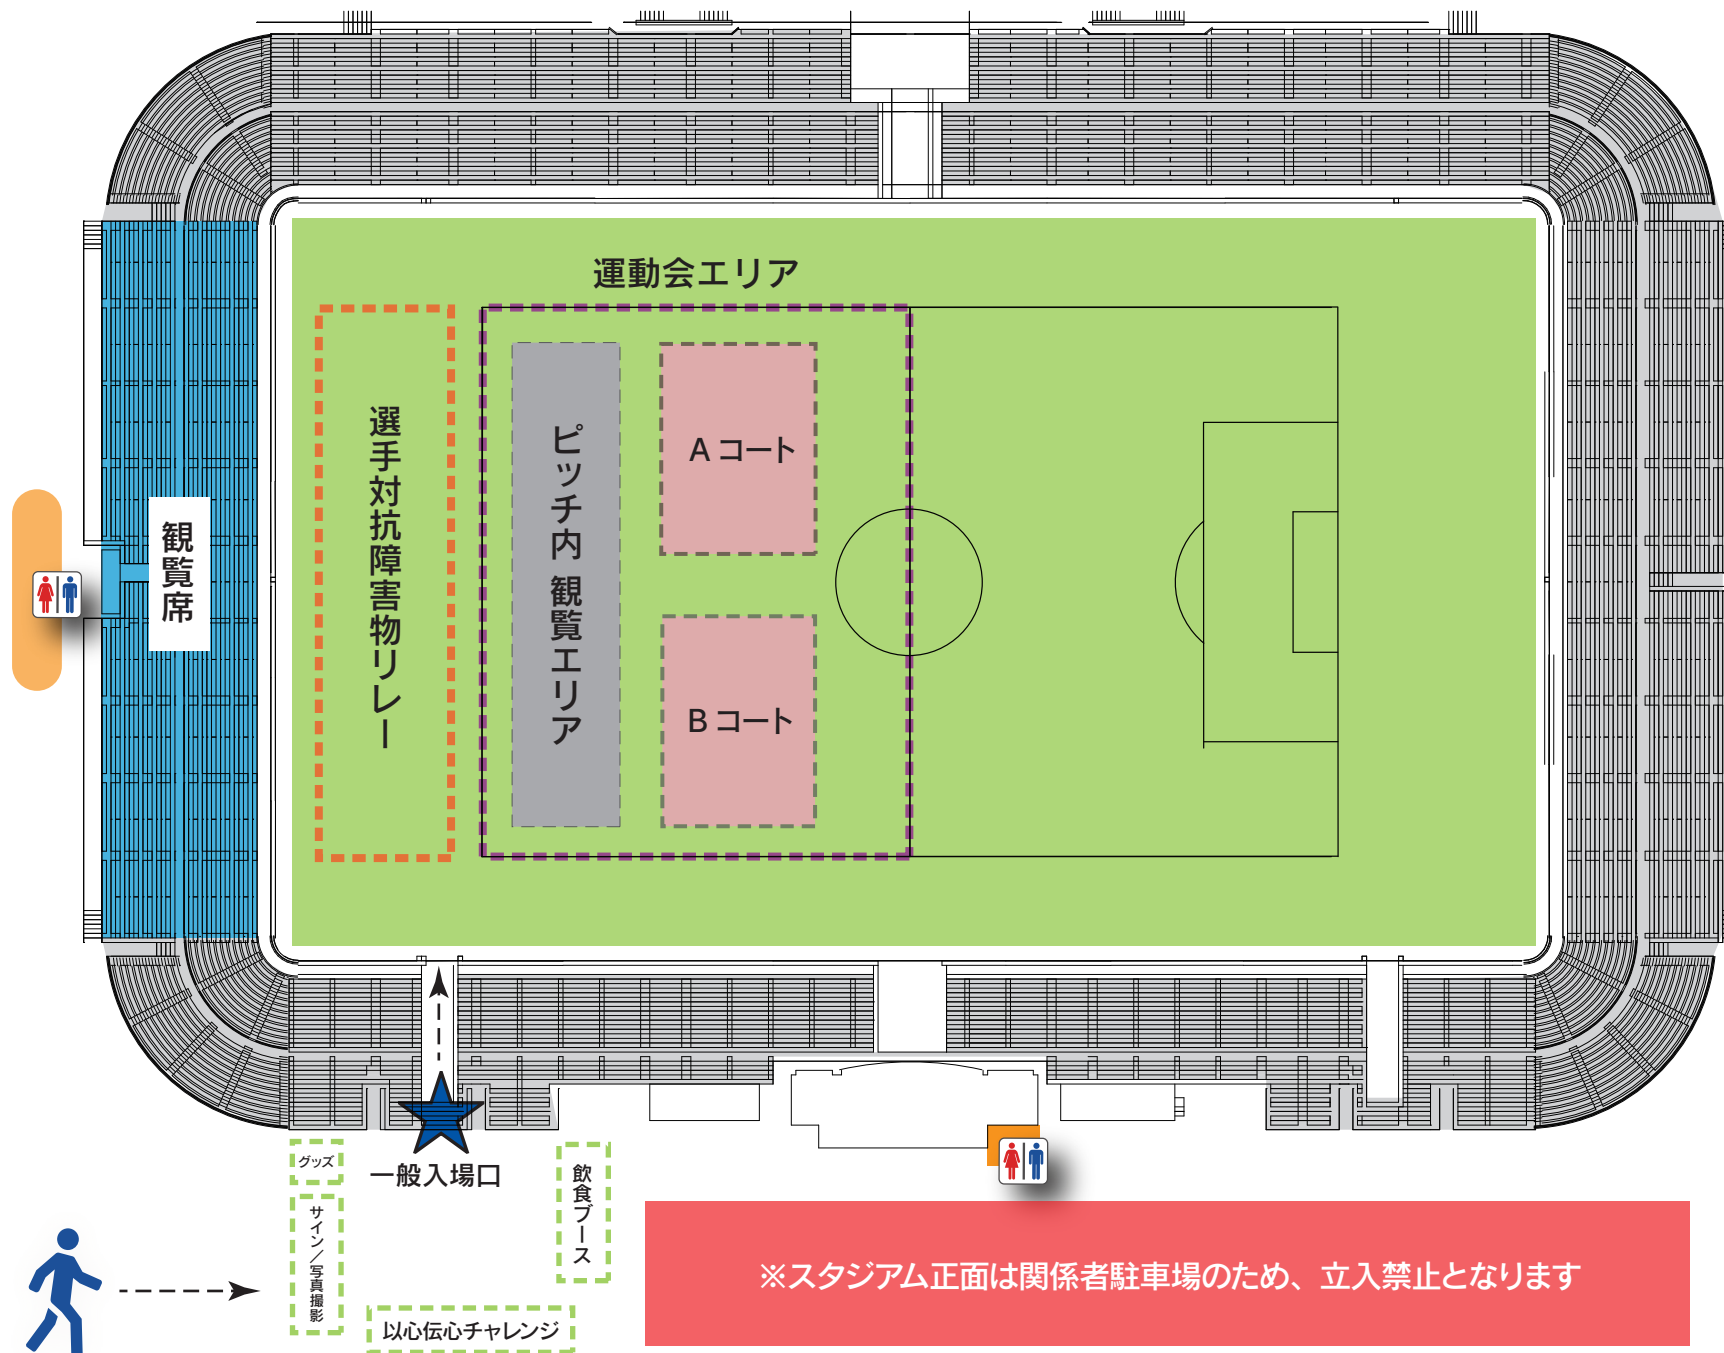 運動会エリア
観覧席
選手対抗障害物リレー
ピッチ内 観覧エリア
A コート
B コート
一般入場口
グッズ
サイン／写真撮影
飲食ブース
以心伝心チャレンジ
※スタジアム正面は関係者駐車場のため、立入禁止となります